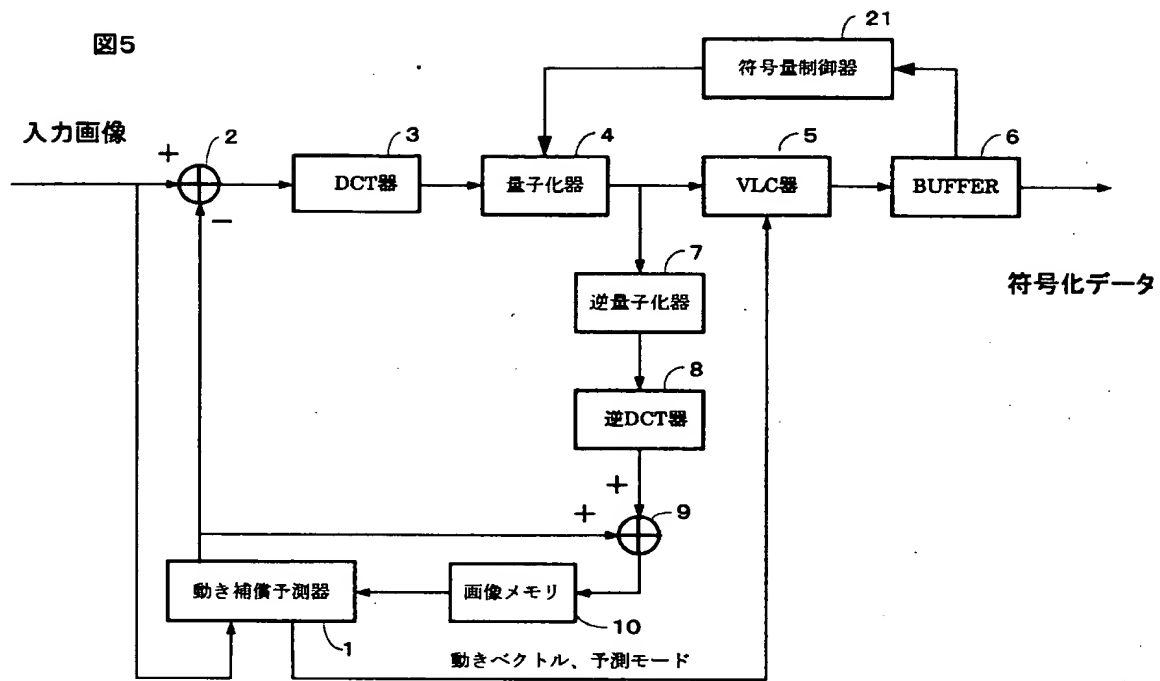 図5
21
符号量制御器
入力画像
+
2
3
4
5
6
DCT器
量子化器
VLC器
BUFFER
−
7
逆量子化器
符号化データ
8
逆DCT器
+
+
9
動き補償予測器
画像メモリ
1
10
動きベクトル、予測モード